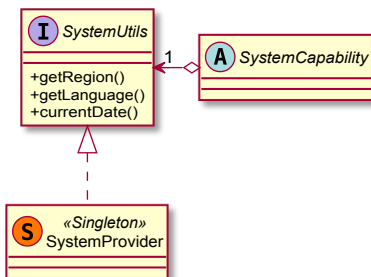 I SystemUtils
+getRegion()
+getLanguage()
+currentDate()
1
A SystemCapability
«Singleton»
S SystemProvider